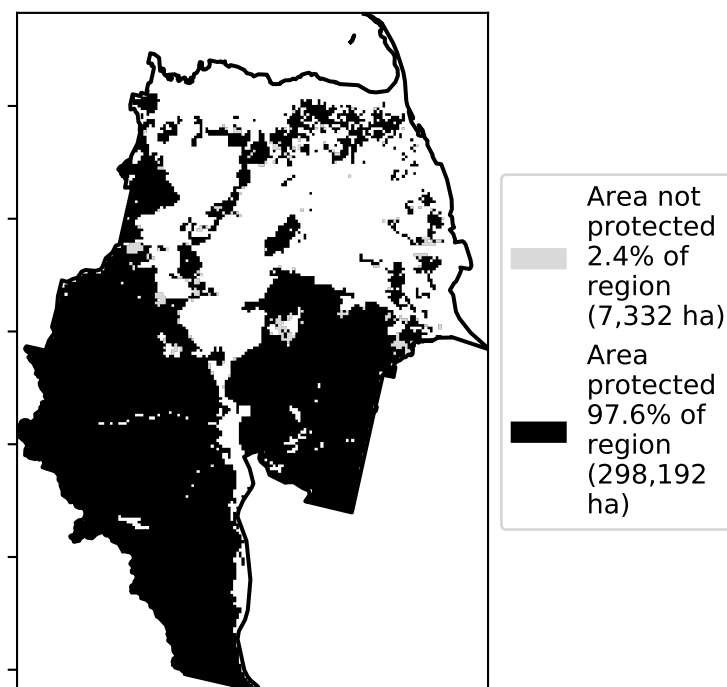 Area not
protected
2.4% of
region
(7,332 ha)
Area
protected
97.6% of
region
(298,192
ha)